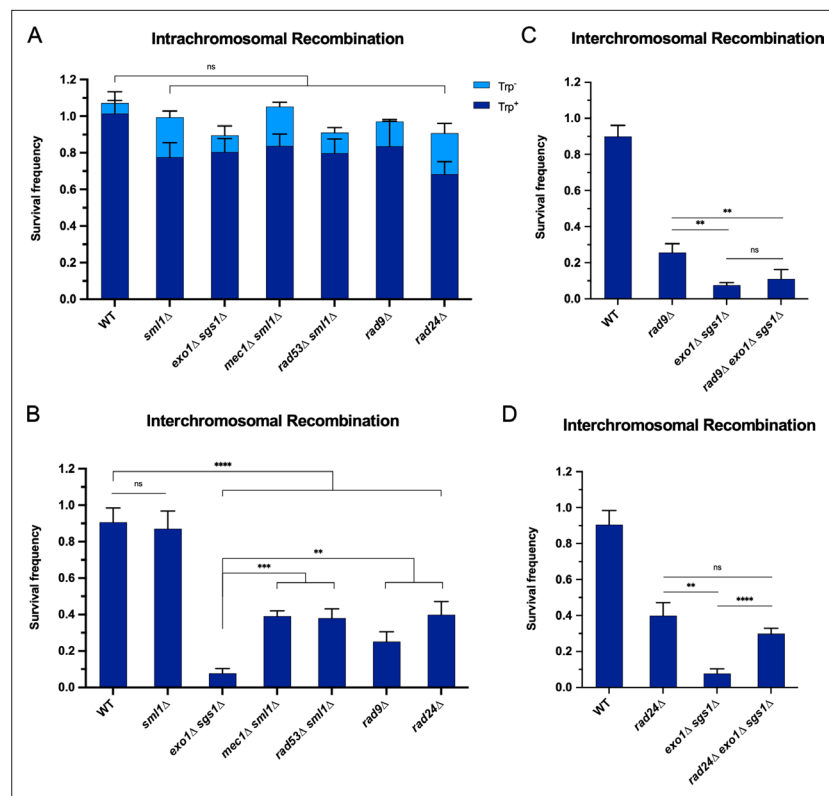 A
Intrachromosomal Recombination
ns
Trp-
Trp+
Survival frequency
1.2
1.0
0.8
0.6
0.4
0.2
0.0
WT
sml1Δ
exo1Δ sgs1Δ
mec1Δ sml1Δ
rad53Δ sml1Δ
rad9Δ
rad24Δ
C
Interchromosomal Recombination
Survival frequency
1.2
1.0
0.8
0.6
0.4
0.2
0.0
**
**
ns
WT
rad9Δ
exo1Δ sgs1Δ
rad9Δ exo1Δ sgs1Δ
B
Interchromosomal Recombination
Survival frequency
1.2
1.0
0.8
0.6
0.4
0.2
0.0
****
ns
**
***
WT
sml1Δ
exo1Δ sgs1Δ
mec1Δ sml1Δ
rad53Δ sml1Δ
rad9Δ
rad24Δ
D
Interchromosomal Recombination
Survival frequency
1.2
1.0
0.8
0.6
0.4
0.2
0.0
ns
**
****
WT
rad24Δ
exo1Δ sgs1Δ
rad24Δ exo1Δ sgs1Δ